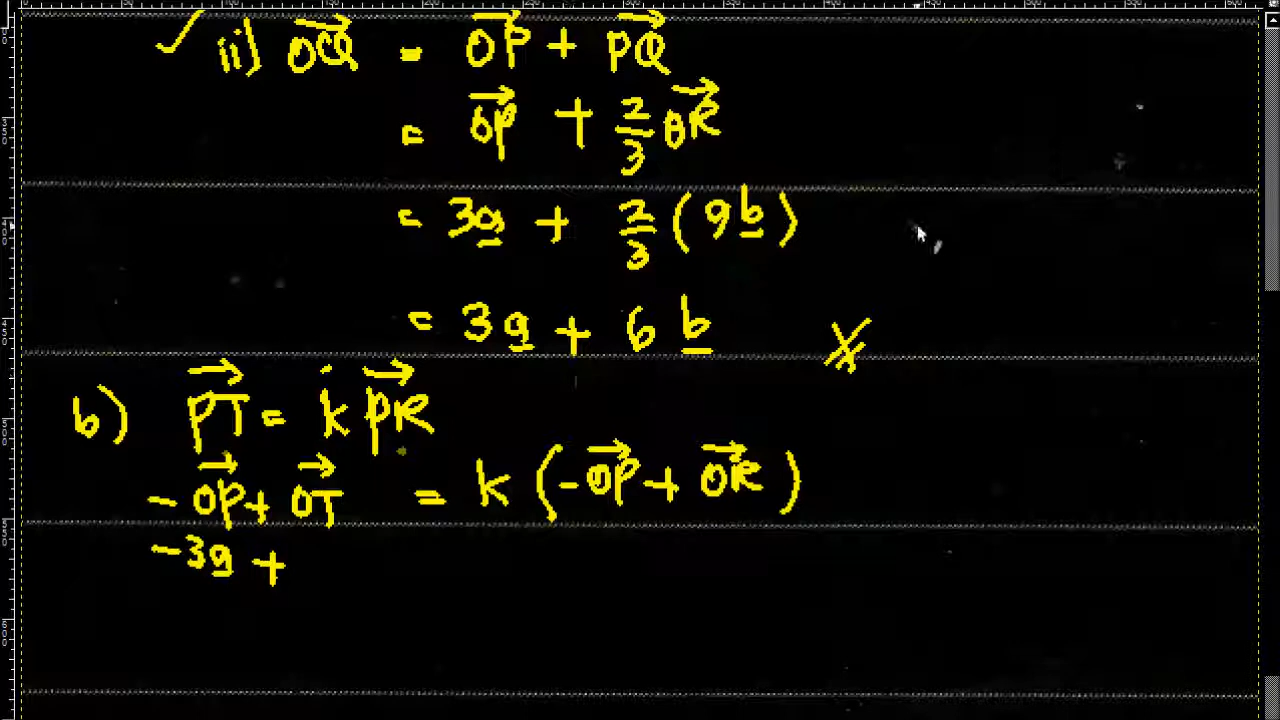 ii) OQ⃗ = OP⃗ + PQ⃗
= OP⃗ + 2/3 OR⃗
= 3a̲ + 2/3 (9b̲)
= 3a̲ + 6b̲
b) PT⃗ = k PR⃗
-OP⃗ + OT⃗ = k (-OP⃗ + OR⃗)
-3a̲ +